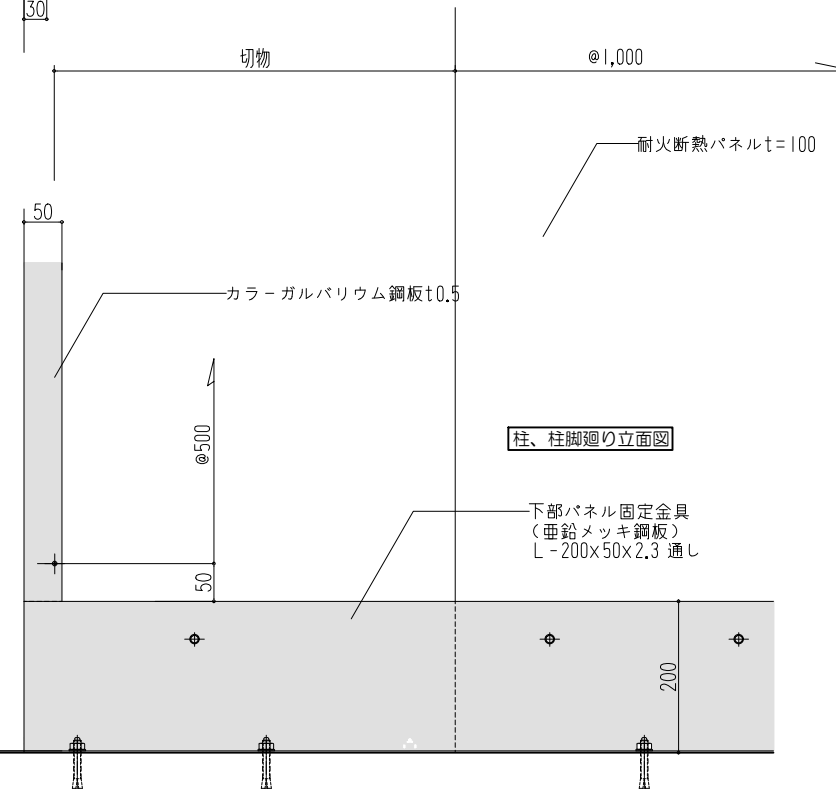 30
切物
@1,000
耐火断熱パネルt=100
50
カラーガルバリウム鋼板t0.5
@500
柱、柱脚廻り立面図
下部パネル固定金具
（亜鉛メッキ鋼板）
L－200x50x2.3 通し
50
200